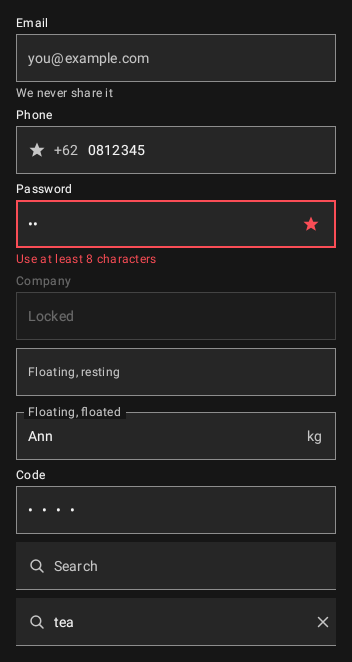 Email
you@example.com
We never share it
Phone
+62 0812345
Password
••
Use at least 8 characters
Company
Locked
Floating, resting
Floating, floated
Ann kg
Code
• • • •
Search
tea